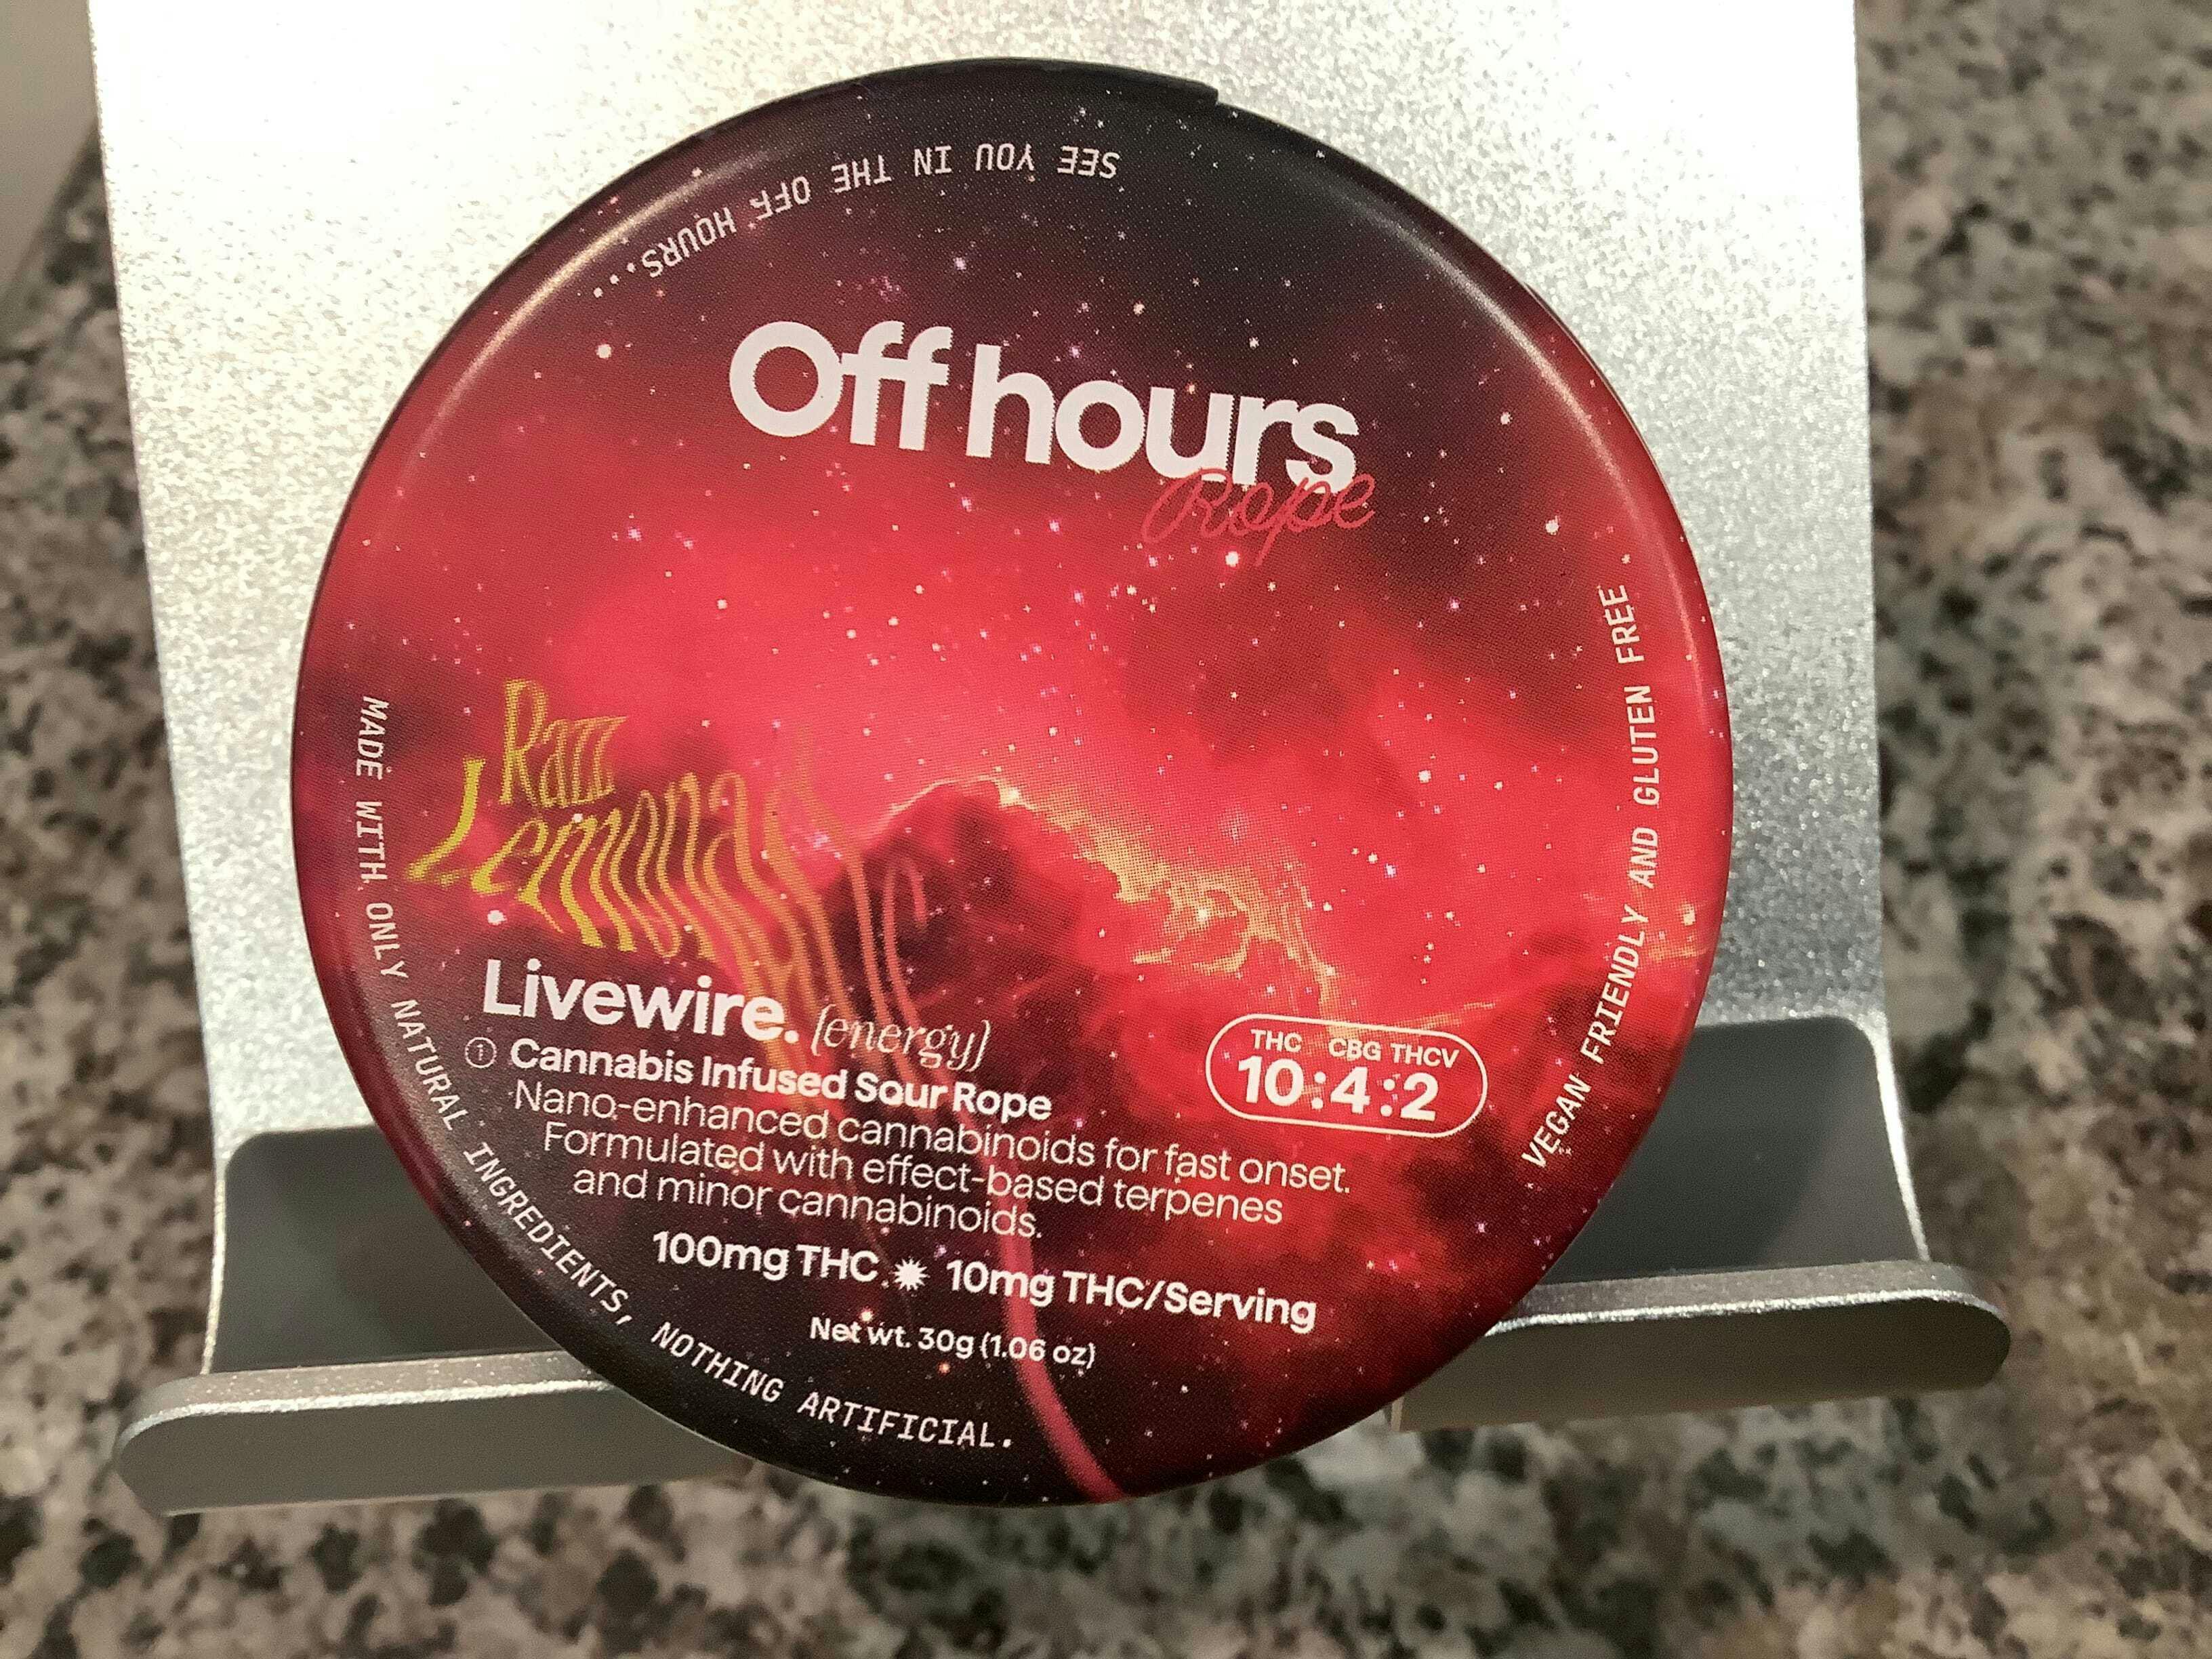 SEE YOU IN THE OFF HOURS...
Off hours
Rope
Razz
Lemonade
Livewire. [energy]
① Cannabis Infused Sour Rope
Nano-enhanced cannabinoids for fast onset.
Formulated with effect-based terpenes
and minor cannabinoids.
THC CBG THCV
10:4:2
100mg THC ✹ 10mg THC/Serving
Net wt. 30g (1.06 oz)
MADE WITH ONLY NATURAL INGREDIENTS, NOTHING ARTIFICIAL.
VEGAN FRIENDLY AND GLUTEN FREE